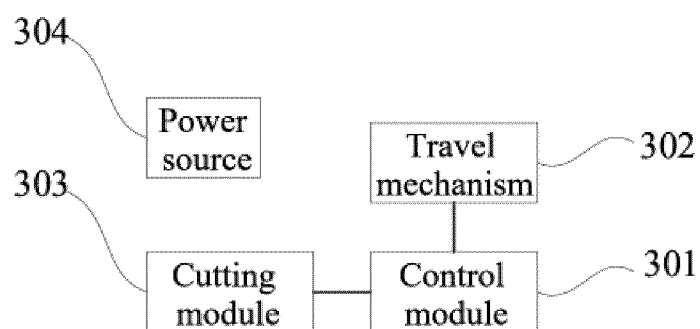 304
Power
source
Travel
mechanism
302
303
Cutting
module
Control
module
301